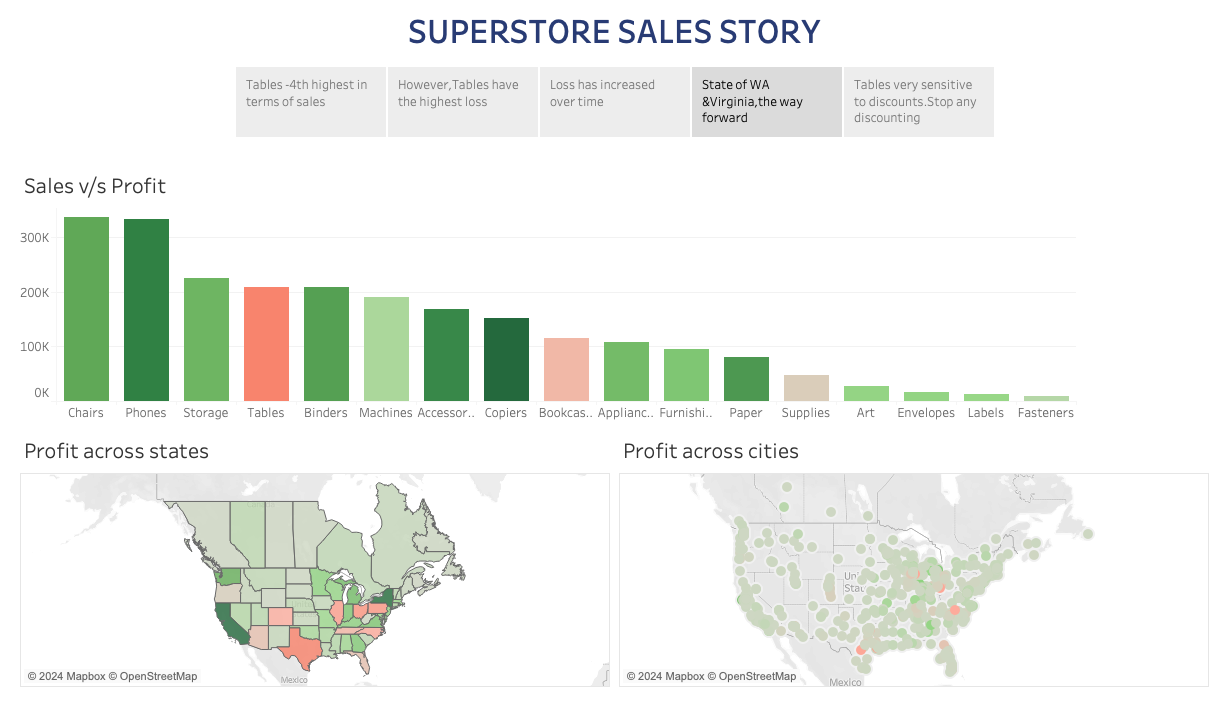 SUPERSTORE SALES STORY
Tables -4th highest in
terms of sales
However,Tables have
the highest loss
Loss has increased
over time
State of WA
&Virginia,the way
forward
Tables very sensitive
to discounts.Stop any
discounting
Sales v/s Profit
300K
200K
100K
0K
Chairs Phones Storage Tables Binders Machines Accessor.. Copiers Bookcas.. Applianc.. Furnishi.. Paper Supplies Art Envelopes Labels Fasteners
Profit across states
Profit across cities
© 2024 Mapbox © OpenStreetMap
Mexico
United
States
© 2024 Mapbox © OpenStreetMap
Mexico